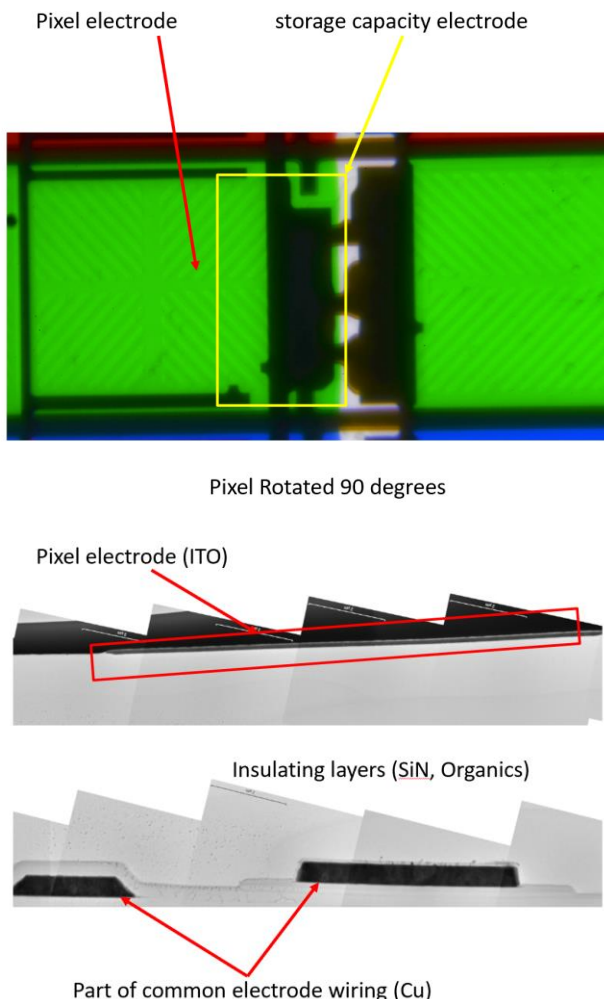 Pixel electrode
storage capacity electrode
Pixel Rotated 90 degrees
Pixel electrode (ITO)
Insulating layers (SiN, Organics)
Part of common electrode wiring (Cu)